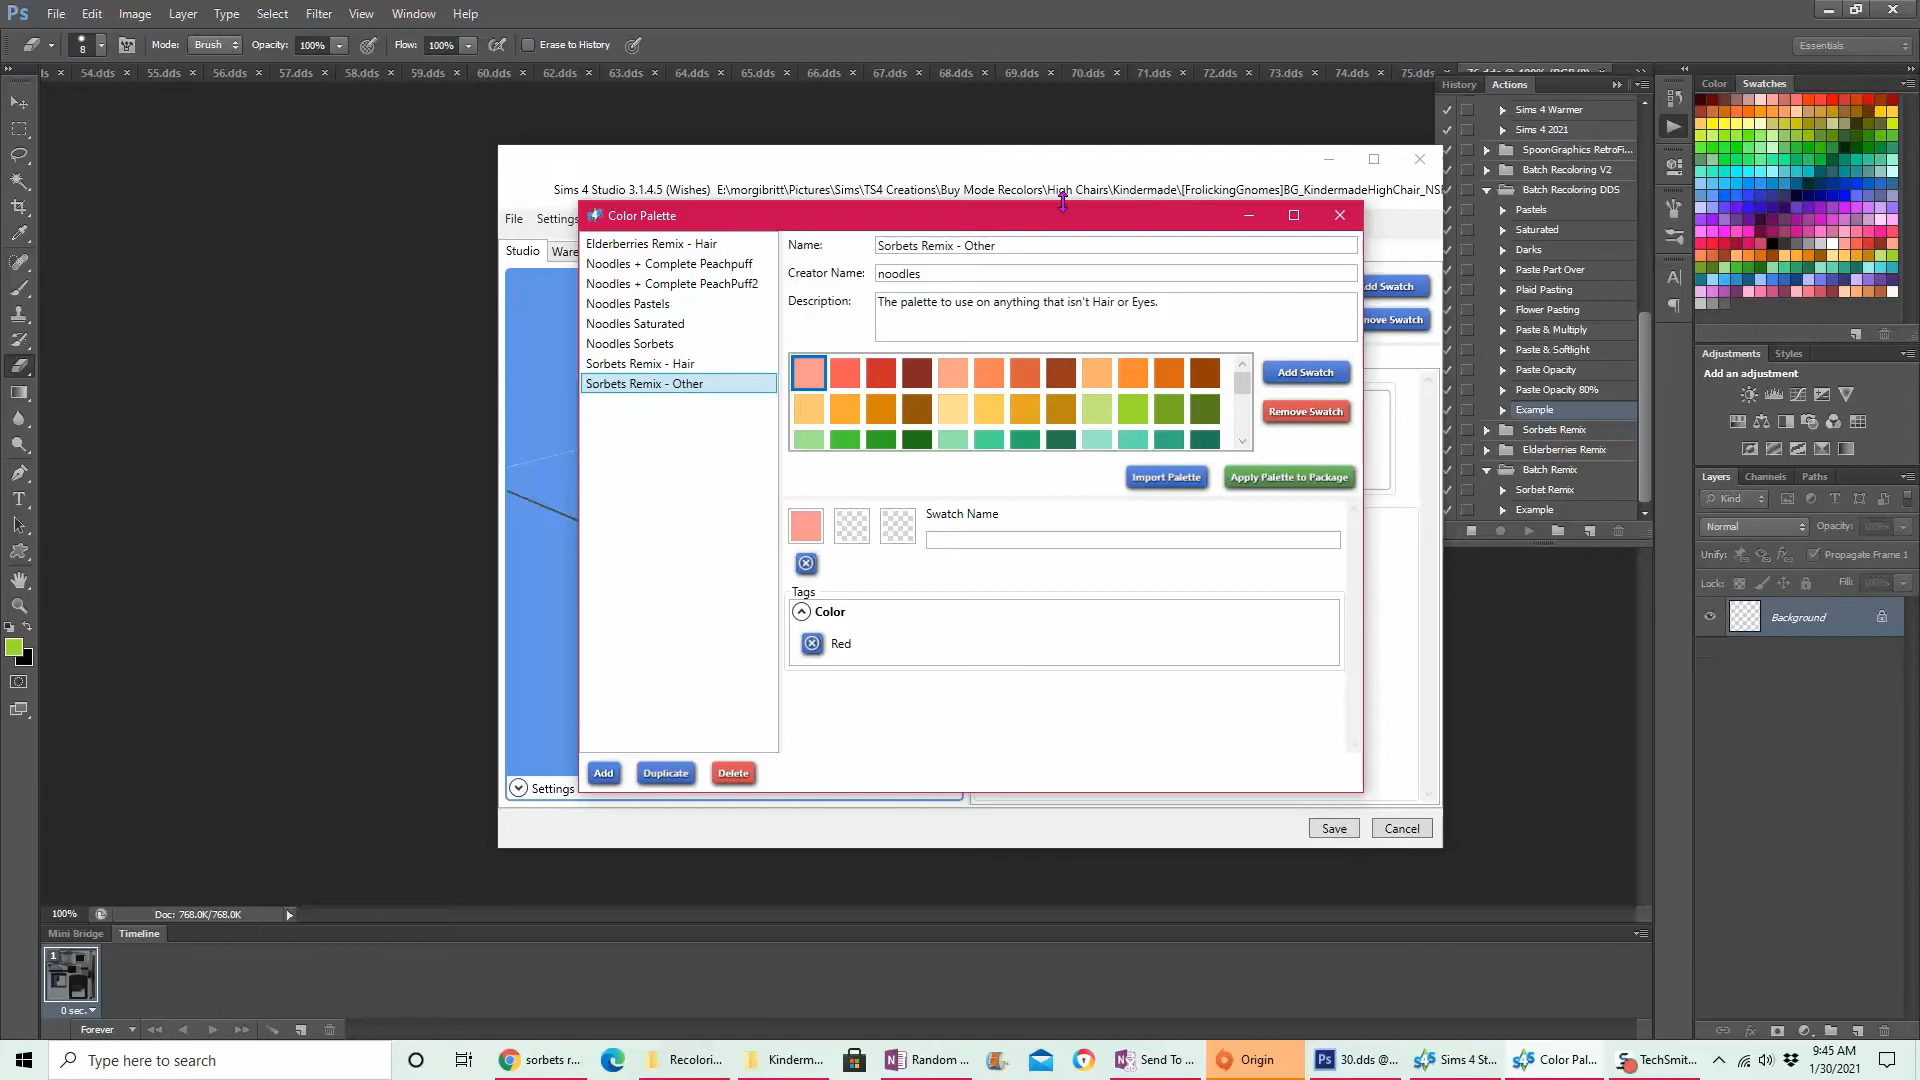 Ps File Edit Image Layer Type Select Filter View Window Help
8 Mode: Brush Opacity: 100% Flow: 100% Erase to History Essentials
54.dds 55.dds 56.dds 57.dds 58.dds 59.dds 60.dds 62.dds 63.dds 64.dds 65.dds 66.dds 67.dds 68.dds 69.dds 70.dds 71.dds 72.dds 73.dds 74.dds 75.dds
History Actions
Color Swatches
Sims 4 Warmer
Sims 4 2021
SpoonGraphics RetroFi...
Batch Recoloring V2
Batch Recoloring DDS
Pastels
Saturated
Darks
Paste Part Over
Plaid Pasting
Flower Pasting
Paste & Multiply
Paste & Softlight
Paste Opacity
Paste Opacity 80%
Example
Sorbets Remix
Elderberries Remix
Batch Remix
Sorbet Remix
Example
Sims 4 Studio 3.1.4.5 (Wishes) E:\morgibritt\Pictures\Sims\TS4 Creations\Buy Mode Recolors\High Chairs\Kindermade\[FrolickingGnomes]BG_KindermadeHighChair_NS
File Settings
Studio Ware
Color Palette
Elderberries Remix - Hair
Noodles + Complete Peachpuff
Noodles + Complete PeachPuff2
Noodles Pastels
Noodles Saturated
Noodles Sorbets
Sorbets Remix - Hair
Sorbets Remix - Other
Name: Sorbets Remix - Other
Creator Name: noodles
Description: The palette to use on anything that isn't Hair or Eyes.
Add Swatch
Remove Swatch
dd Swatch
nove Swatch
Import Palette Apply Palette to Package
Swatch Name
Tags
Color
Red
Add Duplicate Delete
Settings
Save Cancel
Adjustments Styles
Add an adjustment
Layers Channels Paths
Kind
Normal Opacity: 100%
Unify: Propagate Frame 1
Lock: Fill: 100%
Background
100% Doc: 768.0K/768.0K
Mini Bridge Timeline
1
0 sec.
Forever
Type here to search
sorbets r...
Recolori...
Kinderm...
Random ...
Send To ...
Origin
30.dds @...
Sims 4 St...
Color Pal...
TechSmit...
9:45 AM
1/30/2021